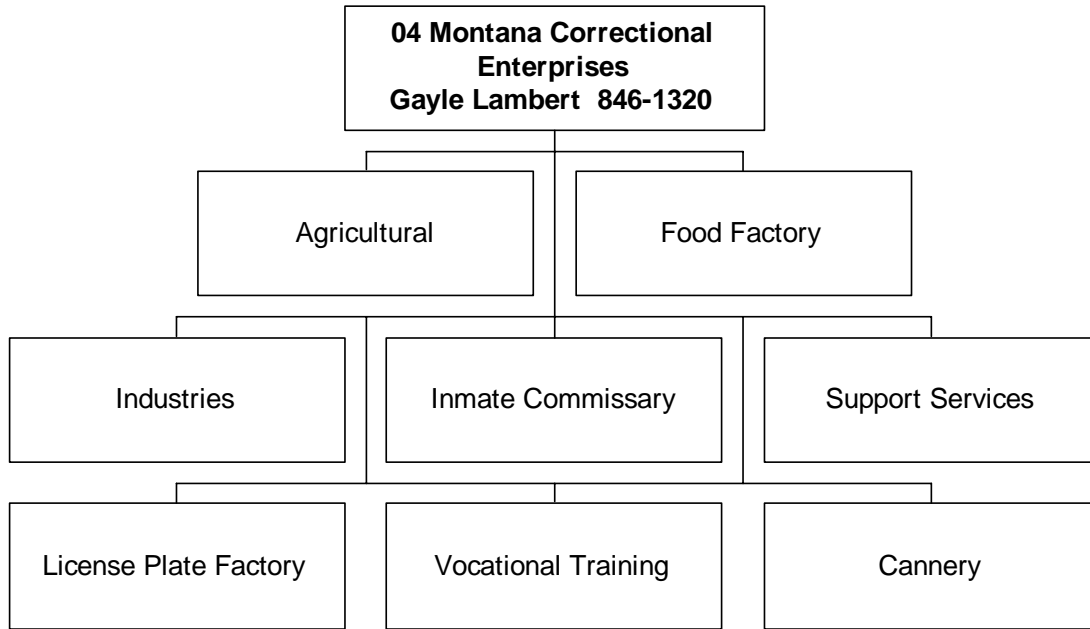 04 Montana Correctional
Enterprises
Gayle Lambert 846-1320
Agricultural
Food Factory
Industries
Inmate Commissary
Support Services
License Plate Factory
Vocational Training
Cannery